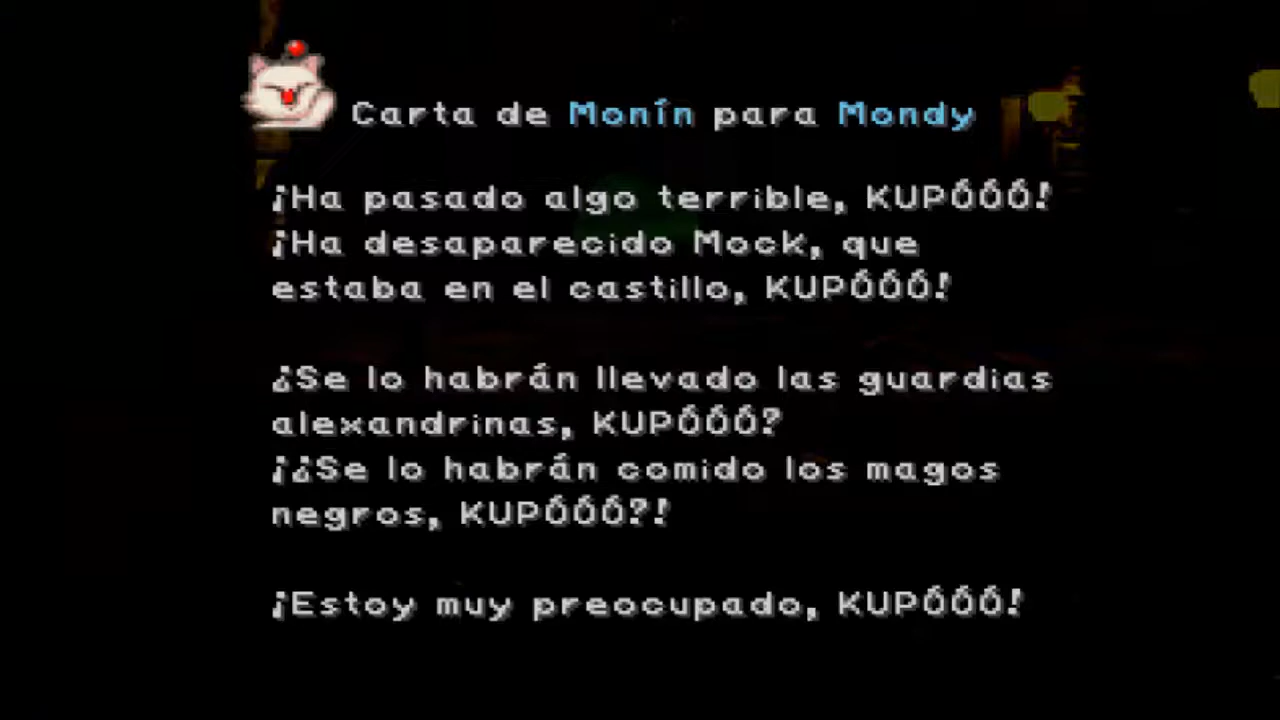 Carta de Monín para Mondy
¡Ha pasado algo terrible, KUPÓÓÓ!
¡Ha desaparecido Mock, que
estaba en el castillo, KUPÓÓÓ!
¿Se lo habrán llevado las guardias
alexandrinas, KUPÓÓÓ?
¡¿Se lo habrán comido los magos
negros, KUPÓÓÓ?!
¡Estoy muy preocupado, KUPÓÓÓ!